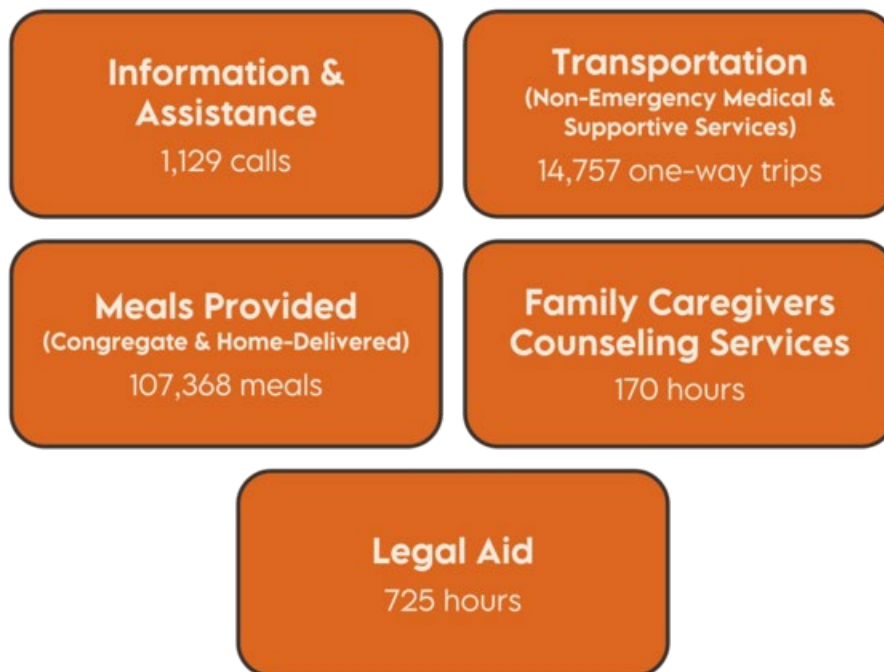 Information &
Assistance
1,129 calls
Transportation
(Non-Emergency Medical &
Supportive Services)
14,757 one-way trips
Meals Provided
(Congregate & Home-Delivered)
107,368 meals
Family Caregivers
Counseling Services
170 hours
Legal Aid
725 hours